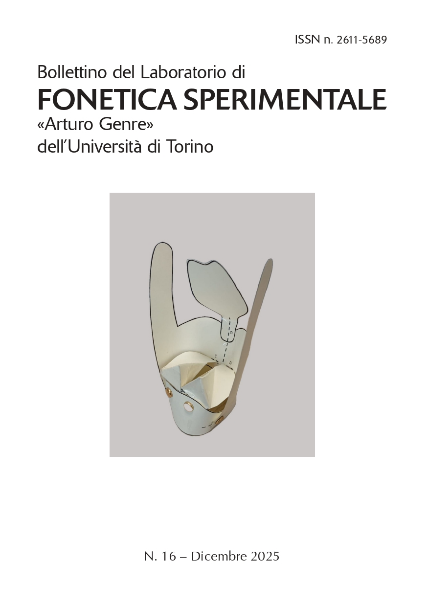 ISSN n. 2611-5689
Bollettino del Laboratorio di
FONETICA SPERIMENTALE
«Arturo Genre»
dell'Università di Torino
N. 16 – Dicembre 2025